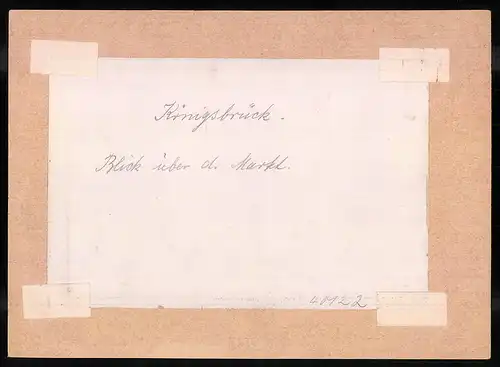 Königsbrück.
Blick über d. Markt.
40122